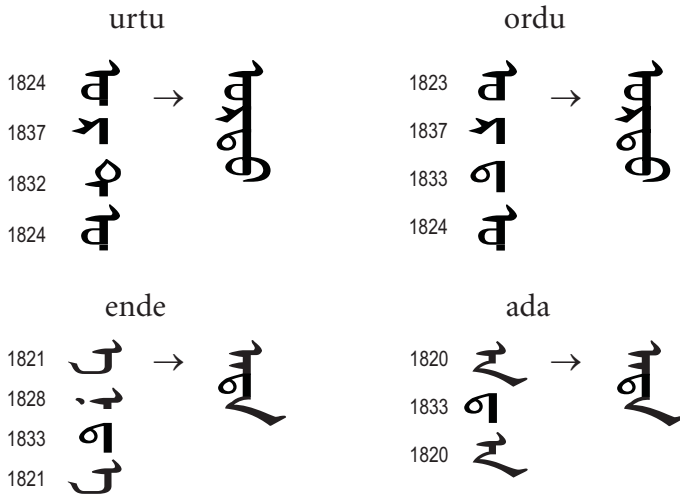 urtu
1824 ᠤ → ᠤᠷᠲᠤ
1837 ᠷ
1832 ᠲ
1824 ᠤ
ordu
1823 ᠣ → ᠣᠷᠳᠤ
1837 ᠷ
1833 ᠳ
1824 ᠤ
ende
1821 ᠡ → ᠡᠨᠳᠡ
1828 ᠨ
1833 ᠳ
1821 ᠡ
ada
1820 ᠠ → ᠠᠳᠠ
1833 ᠳ
1820 ᠠ